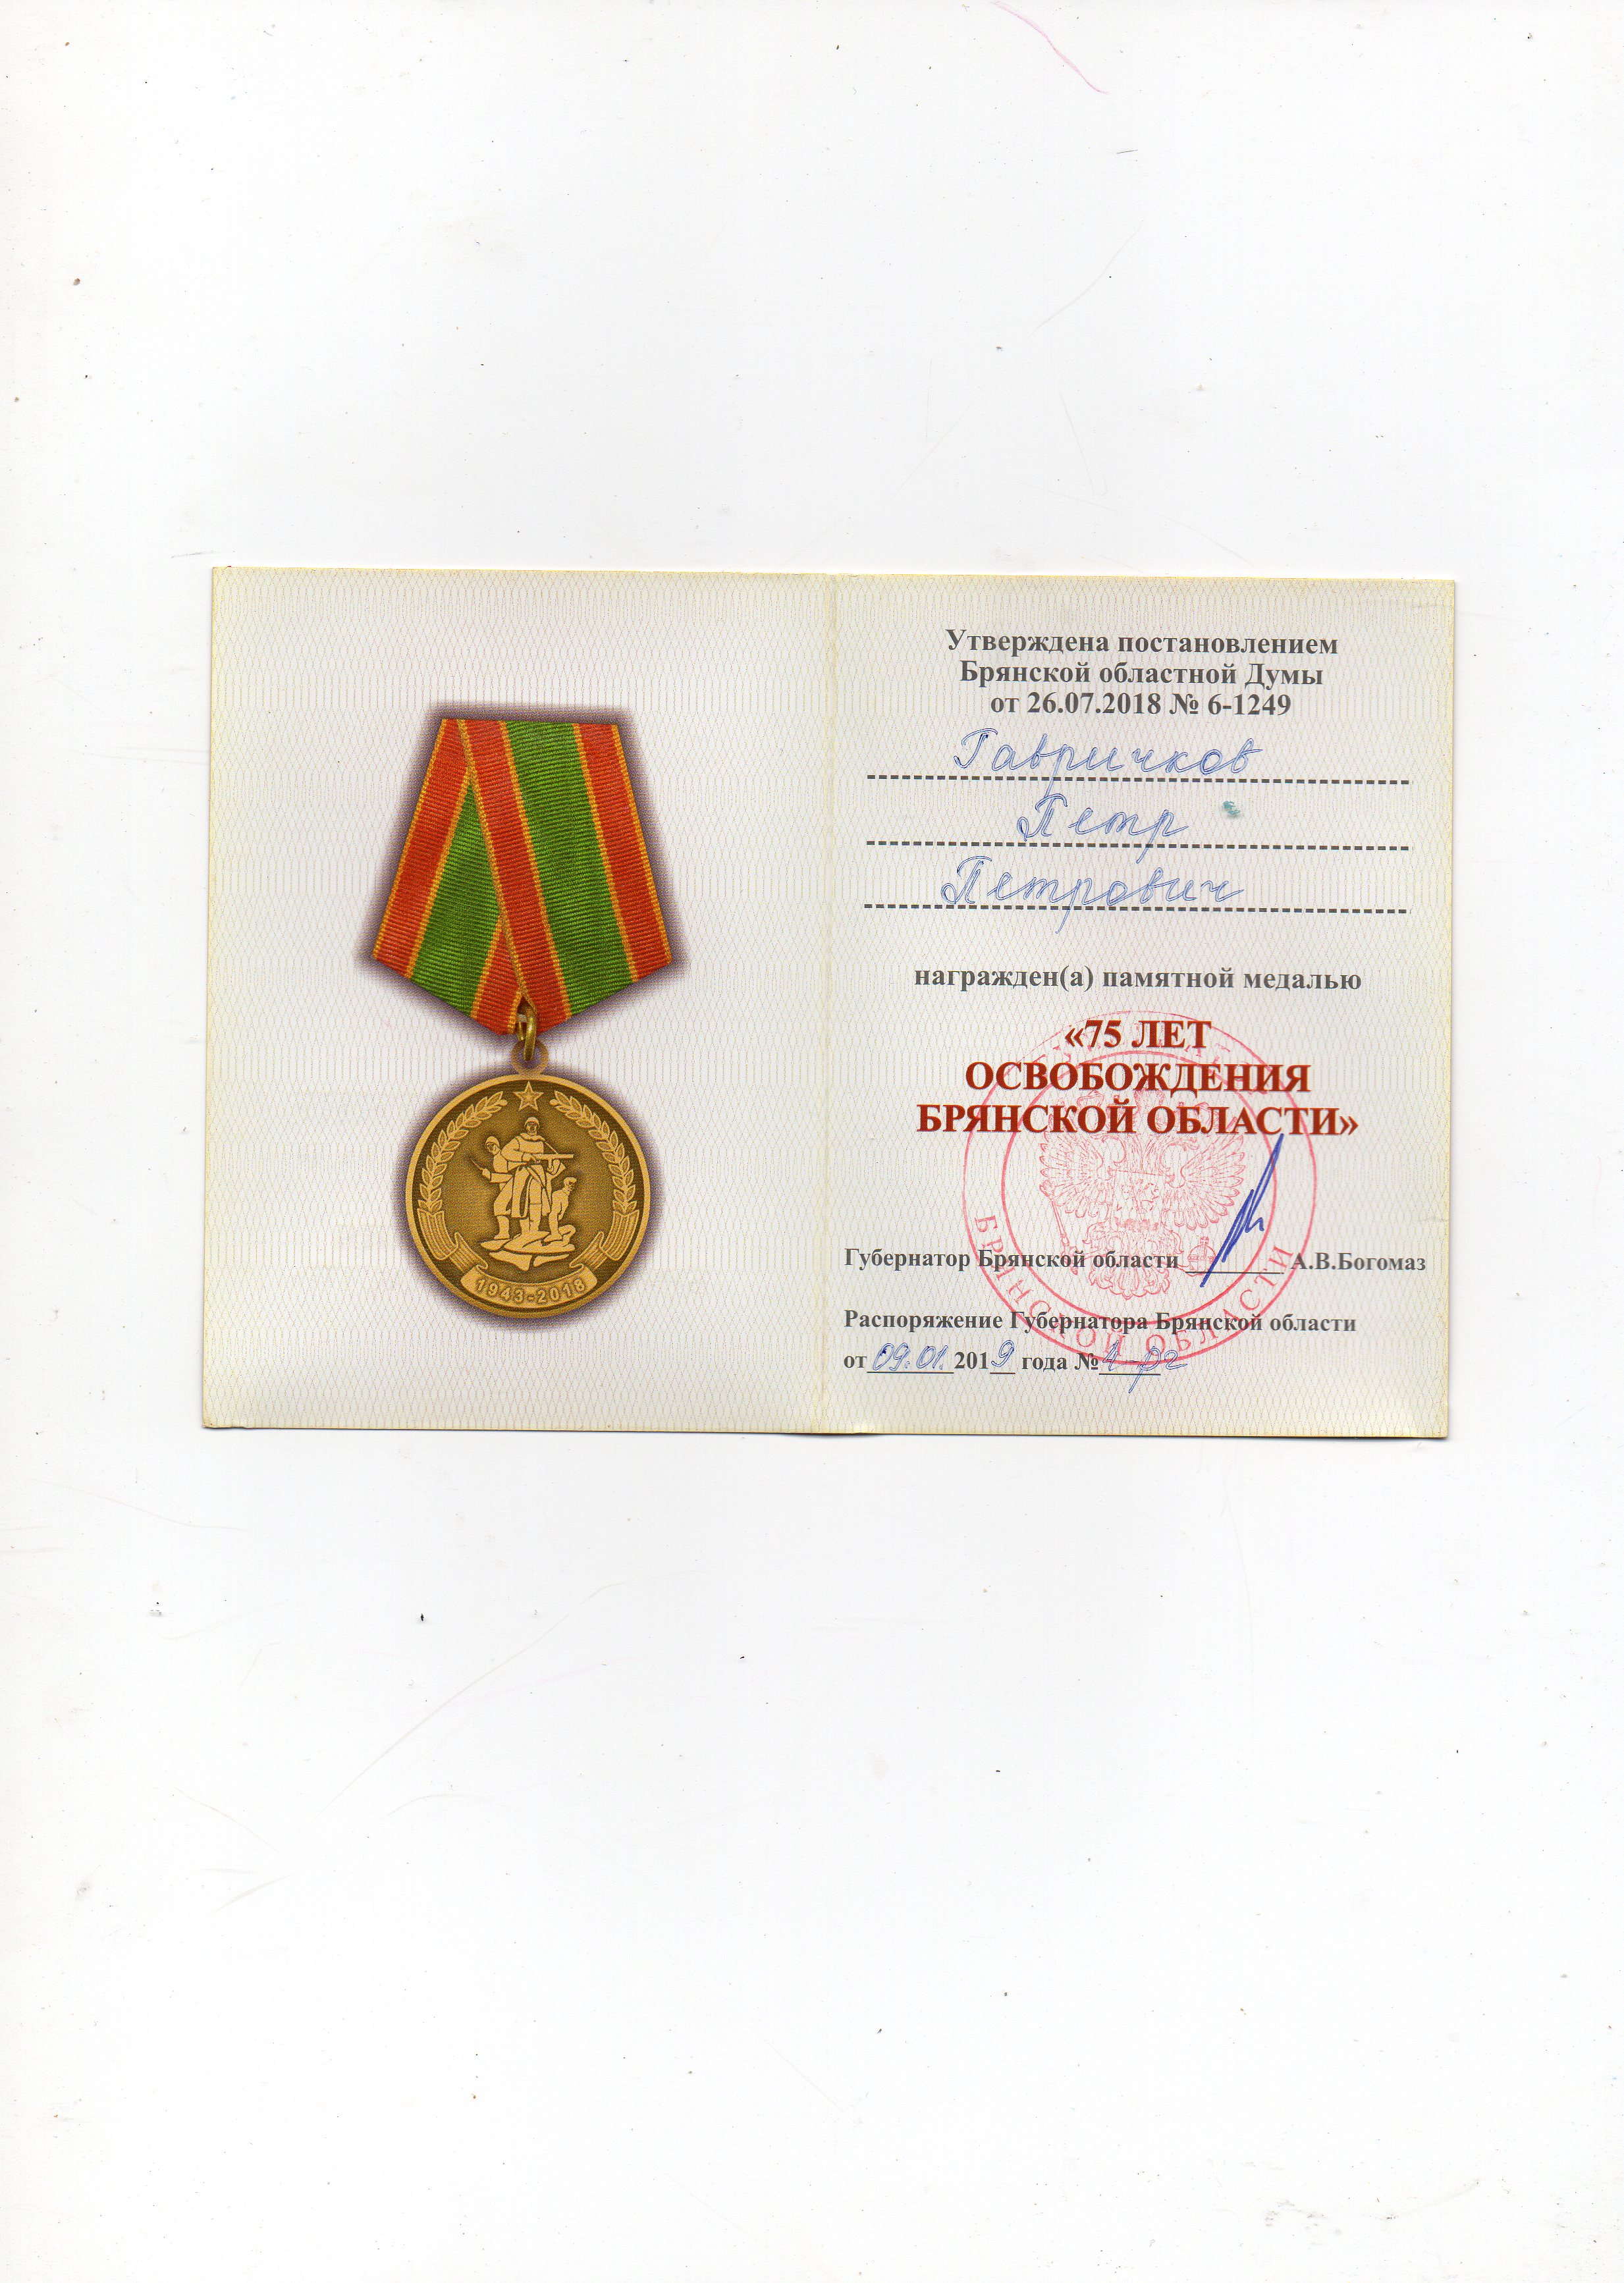 1943-2018
Утверждена постановлением
Брянской областной Думы
от 26.07.2018 № 6-1249
Гавричков
Петр
Петрович
награжден(а) памятной медалью
«75 ЛЕТ
ОСВОБОЖДЕНИЯ
БРЯНСКОЙ ОБЛАСТИ»
Губернатор Брянской области А.В.Богомаз
Распоряжение Губернатора Брянской области
от 09.01.2019 года № 1-рг
БРЯНСКОЙ ОБЛАСТИ